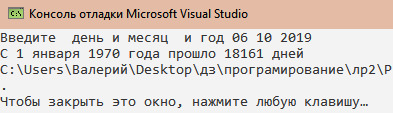 Консоль отладки Microsoft Visual Studio
Введите  день и месяц  и год 06 10 2019
С 1 января 1970 года прошло 18161 дней
C:\Users\Валерий\Desktop\дз\програмирование\лр2\P
.
Чтобы закрыть это окно, нажмите любую клавишу…